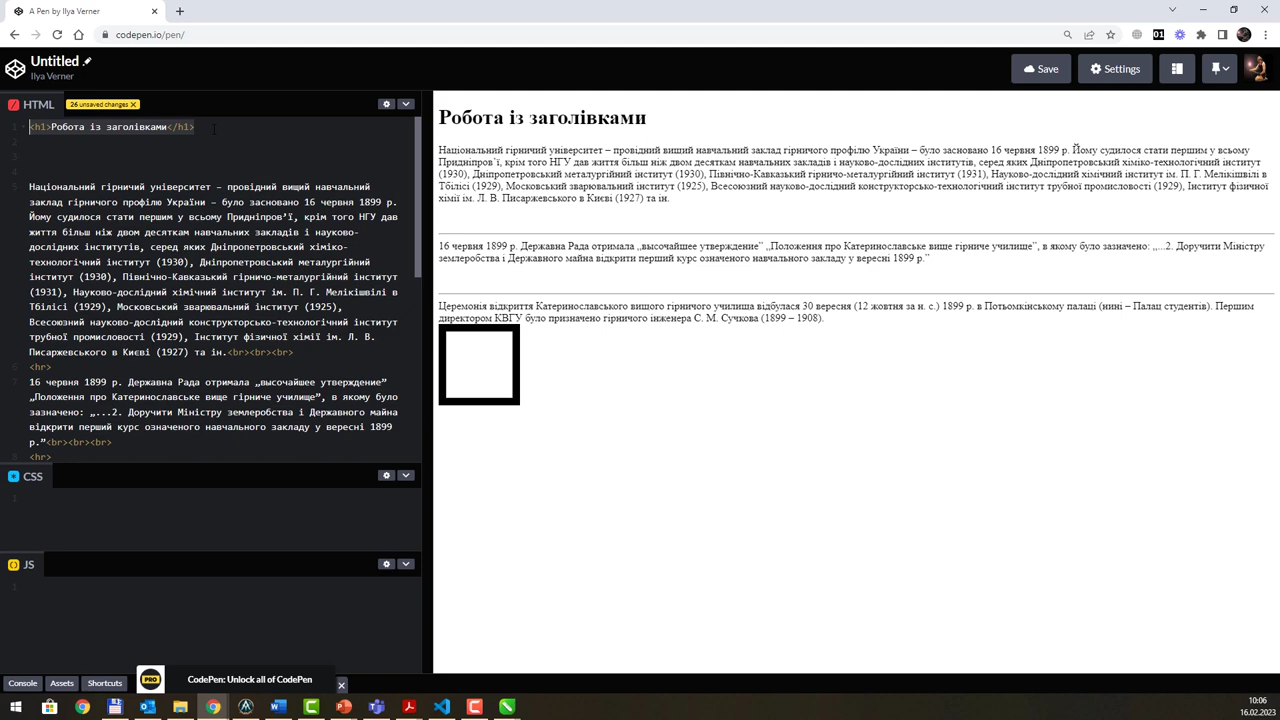 A Pen by Ilya Verner
codepen.io/pen/
01
Untitled
Ilya Verner
Save
Settings
HTML
26 unsaved changes
1
<h1>Робота із заголівками</h1>
2
3
4
5
Національний гірничий університет – провідний вищий навчальний
заклад гірничого профілю України – було засновано 16 червня 1899 р.
Йому судилося стати першим у всьому Придніпров’ї, крім того НГУ дав
життя більш ніж двом десяткам навчальних закладів і науково-
дослідних інститутів, серед яких Дніпропетровський хіміко-
технологічний інститут (1930), Дніпропетровський металургійний
інститут (1930), Північно-Кавказький гірничо-металургійний інститут
(1931), Науково-дослідний хімічний інститут ім. П. Г. Мелікішвілі в
Тбілісі (1929), Московський зварювальний інститут (1925),
Всесоюзний науково-дослідний конструкторсько-технологічний інститут
трубної промисловості (1929), Інститут фізичної хімії ім. Л. В.
Писаржевського в Києві (1927) та ін.<br><br><br>
6
<hr>
7
16 червня 1899 р. Державна Рада отримала „высочайшее утверждение”
„Положення про Катеринославське вище гірниче училище”, в якому було
зазначено: „...2. Доручити Міністру землеробства і Державного майна
відкрити перший курс означеного навчального закладу у вересні 1899
р.”<br><br><br>
8
<hr>
CSS
1
JS
1
Console
Assets
Shortcuts
PRO
CodePen: Unlock all of CodePen
Робота із заголівками
Національний гірничий університет – провідний вищий навчальний заклад гірничого профілю України – було засновано 16 червня 1899 р. Йому судилося стати першим у всьому
Придніпров’ї, крім того НГУ дав життя більш ніж двом десяткам навчальних закладів і науково-дослідних інститутів, серед яких Дніпропетровський хіміко-технологічний інститут
(1930), Дніпропетровський металургійний інститут (1930), Північно-Кавказький гірничо-металургійний інститут (1931), Науково-дослідний хімічний інститут ім. П. Г. Мелікішвілі в
Тбілісі (1929), Московський зварювальний інститут (1925), Всесоюзний науково-дослідний конструкторсько-технологічний інститут трубної промисловості (1929), Інститут фізичної
хімії ім. Л. В. Писаржевського в Києві (1927) та ін.
16 червня 1899 р. Державна Рада отримала „высочайшее утверждение” „Положення про Катеринославське вище гірниче училище”, в якому було зазначено: „...2. Доручити Міністру
землеробства і Державного майна відкрити перший курс означеного навчального закладу у вересні 1899 р.”
Церемонія відкриття Катеринославського вишого гірничого училища відбулася 30 вересня (12 жовтня за н. с.) 1899 р. в Потьомкінському палаці (нині – Палац студентів). Першим
директором КВГУ було призначено гірничого інженера С. М. Сучкова (1899 – 1908).
10:06
16.02.2023